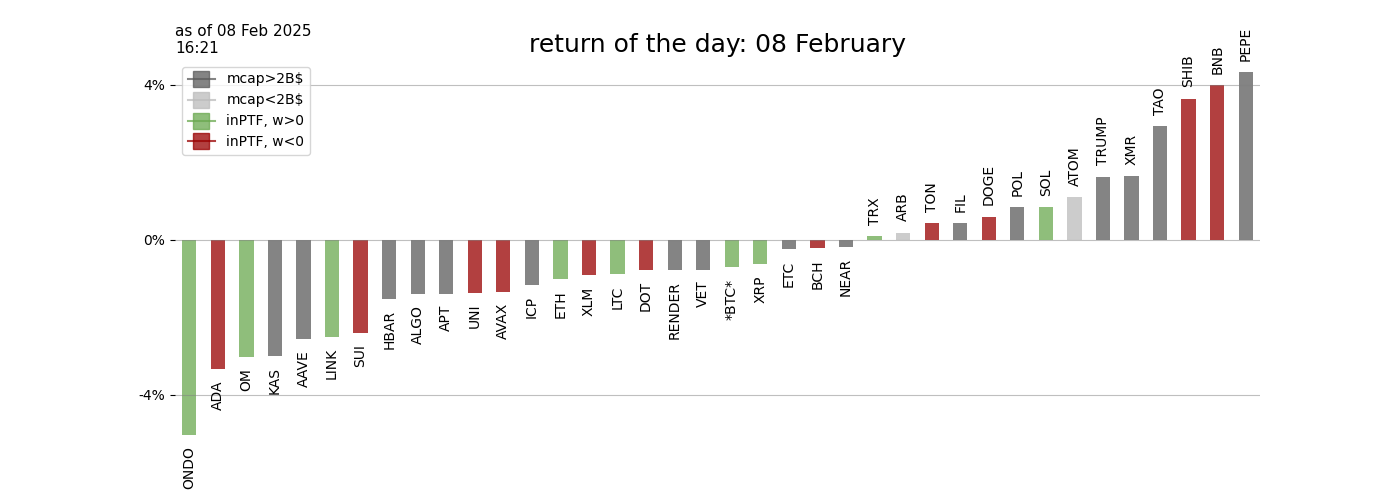 as of 08 Feb 2025
16:21
return of the day: 08 February
mcap>2B$
mcap<2B$
inPTF, w>0
inPTF, w<0
4%
0%
-4%
ONDO
ADA
OM
KAS
AAVE
LINK
SUI
HBAR
ALGO
APT
UNI
AVAX
ICP
ETH
XLM
LTC
DOT
RENDER
VET
*BTC*
XRP
ETC
BCH
NEAR
TRX
ARB
TON
FIL
DOGE
POL
SOL
ATOM
TRUMP
XMR
TAO
SHIB
BNB
PEPE